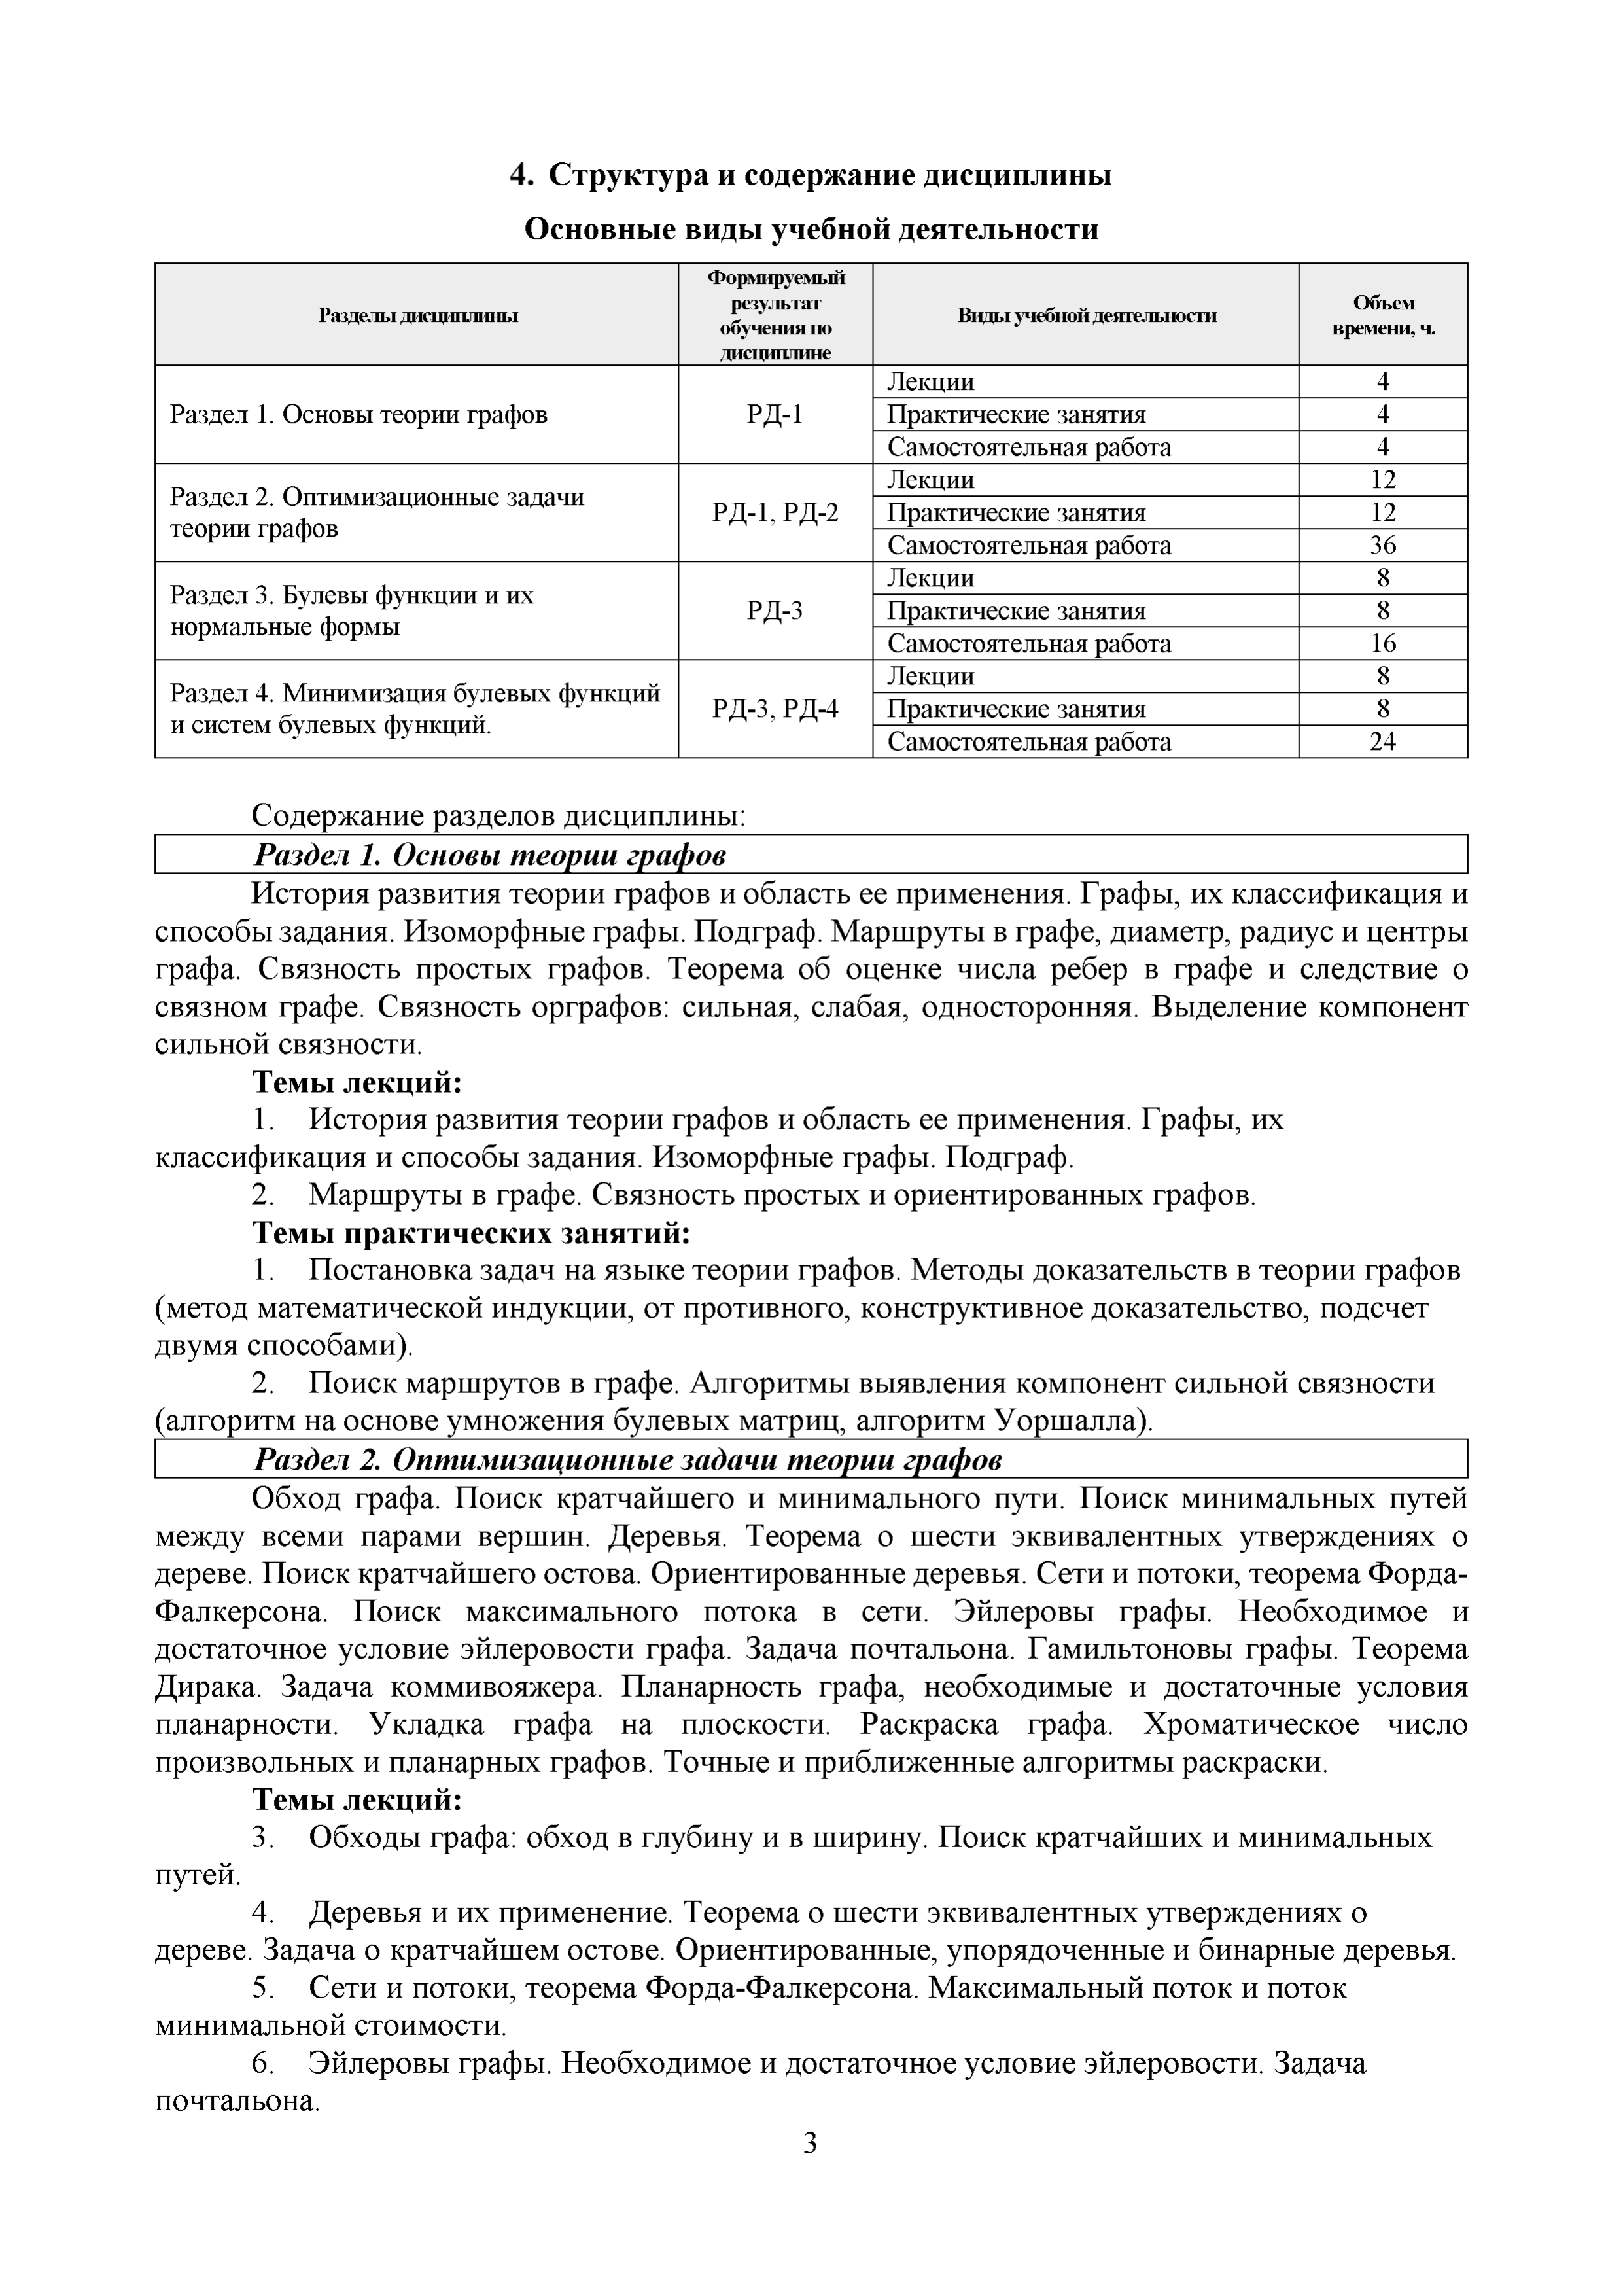 4. Структура и содержание дисциплины
Основные виды учебной деятельности
Разделы дисциплины
Формируемый
результат
обучения по
дисциплине
Виды учебной деятельности
Объем
времени, ч.
Раздел 1. Основы теории графов
РД-1
Лекции
4
Практические занятия
4
Самостоятельная работа
4
Раздел 2. Оптимизационные задачи
теории графов
РД-1, РД-2
Лекции
12
Практические занятия
12
Самостоятельная работа
36
Раздел 3. Булевы функции и их
нормальные формы
РД-3
Лекции
8
Практические занятия
8
Самостоятельная работа
16
Раздел 4. Минимизация булевых функций
и систем булевых функций.
РД-3, РД-4
Лекции
8
Практические занятия
8
Самостоятельная работа
24
Содержание разделов дисциплины:
Раздел 1. Основы теории графов
История развития теории графов и область ее применения. Графы, их классификация и
способы задания. Изоморфные графы. Подграф. Маршруты в графе, диаметр, радиус и центры
графа. Связность простых графов. Теорема об оценке числа ребер в графе и следствие о
связном графе. Связность орграфов: сильная, слабая, односторонняя. Выделение компонент
сильной связности.
Темы лекций:
1. История развития теории графов и область ее применения. Графы, их
классификация и способы задания. Изоморфные графы. Подграф.
2. Маршруты в графе. Связность простых и ориентированных графов.
Темы практических занятий:
1. Постановка задач на языке теории графов. Методы доказательств в теории графов
(метод математической индукции, от противного, конструктивное доказательство, подсчет
двумя способами).
2. Поиск маршрутов в графе. Алгоритмы выявления компонент сильной связности
(алгоритм на основе умножения булевых матриц, алгоритм Уоршалла).
Раздел 2. Оптимизационные задачи теории графов
Обход графа. Поиск кратчайшего и минимального пути. Поиск минимальных путей
между всеми парами вершин. Деревья. Теорема о шести эквивалентных утверждениях о
дереве. Поиск кратчайшего остова. Ориентированные деревья. Сети и потоки, теорема Форда-
Фалкерсона. Поиск максимального потока в сети. Эйлеровы графы. Необходимое и
достаточное условие эйлеровости графа. Задача почтальона. Гамильтоновы графы. Теорема
Дирака. Задача коммивояжера. Планарность графа, необходимые и достаточные условия
планарности. Укладка графа на плоскости. Раскраска графа. Хроматическое число
произвольных и планарных графов. Точные и приближенные алгоритмы раскраски.
Темы лекций:
3. Обходы графа: обход в глубину и в ширину. Поиск кратчайших и минимальных
путей.
4. Деревья и их применение. Теорема о шести эквивалентных утверждениях о
дереве. Задача о кратчайшем остове. Ориентированные, упорядоченные и бинарные деревья.
5. Сети и потоки, теорема Форда-Фалкерсона. Максимальный поток и поток
минимальной стоимости.
6. Эйлеровы графы. Необходимое и достаточное условие эйлеровости. Задача
почтальона.
3